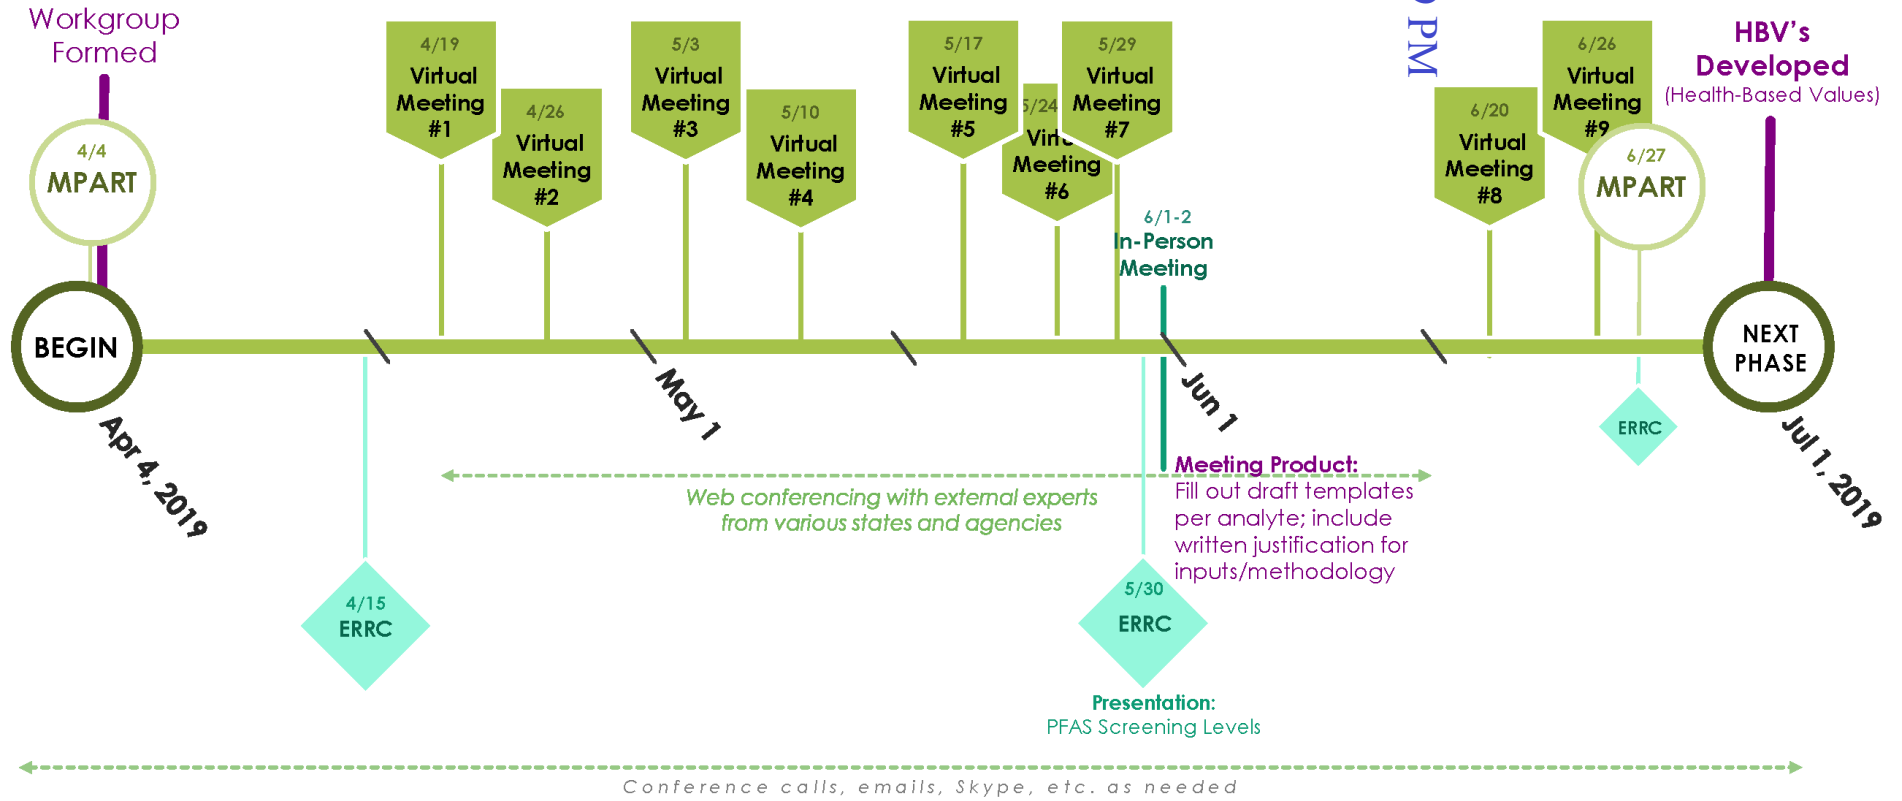 Workgroup
Formed
4/4
MPART
BEGIN
Apr 4, 2019
4/19
Virtual
Meeting
#1
4/26
Virtual
Meeting
#2
5/3
Virtual
Meeting
#3
5/10
Virtual
Meeting
#4
5/17
Virtual
Meeting
#5
5/24
Virtu
Meeting
#6
5/29
Virtual
Meeting
#7
6/1-2
In-Person
Meeting
PM
6/20
Virtual
Meeting
#8
6/26
Virtual
Meeting
#9
6/27
MPART
HBV’s
Developed
(Health-Based Values)
NEXT
PHASE
May 1
Jun 1
Jul 1, 2019
ERRC
Meeting Product:
Fill out draft templates
per analyte; include
written justification for
inputs/methodology
Web conferencing with external experts
from various states and agencies
4/15
ERRC
5/30
ERRC
Presentation:
PFAS Screening Levels
Conference calls, emails, Skype, etc. as needed